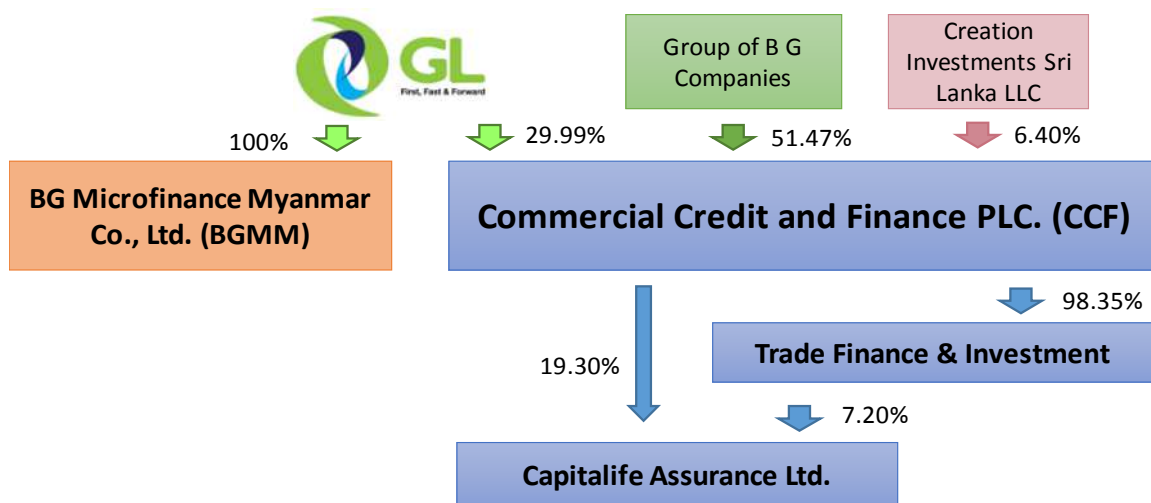 GL
First, Fast & Forward
Group of B G
Companies
Creation
Investments Sri
Lanka LLC
100%
29.99%
51.47%
6.40%
BG Microfinance Myanmar
Co., Ltd. (BGMM)
Commercial Credit and Finance PLC. (CCF)
98.35%
Trade Finance & Investment
19.30%
7.20%
Capitalife Assurance Ltd.